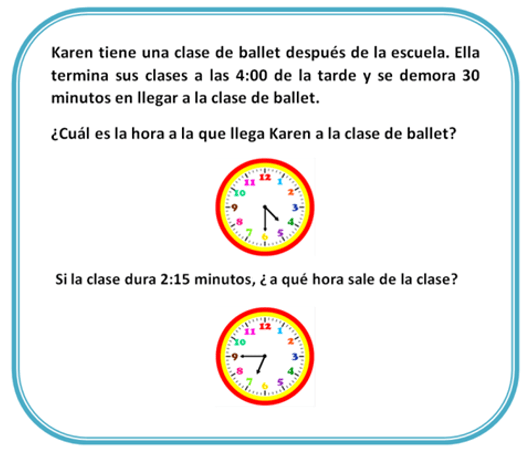 Karen tiene una clase de ballet después de la escuela. Ella
termina sus clases a las 4:00 de la tarde y se demora 30
minutos en llegar a la clase de ballet.
¿Cuál es la hora a la que llega Karen a la clase de ballet?
12
11 1
10 2
9 3
8 4
7 5
6
Si la clase dura 2:15 minutos, ¿ a qué hora sale de la clase?
12
11 1
10 2
9 3
8 4
7 5
6